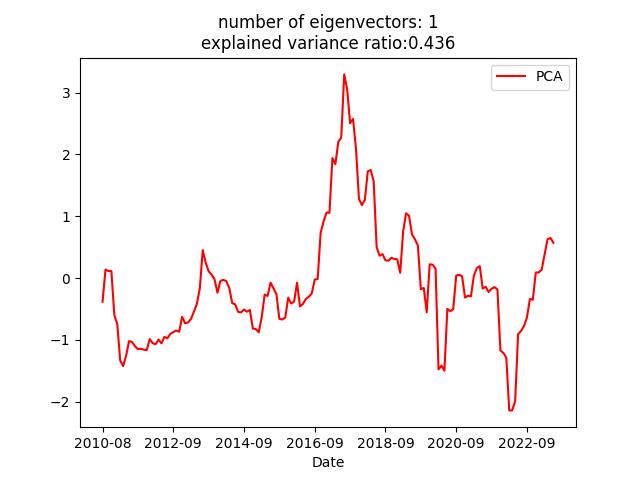 number of eigenvectors: 1
explained variance ratio:0.436
PCA
3
2
1
0
−1
−2
2010-08 2012-09 2014-09 2016-09 2018-09 2020-09 2022-09
Date